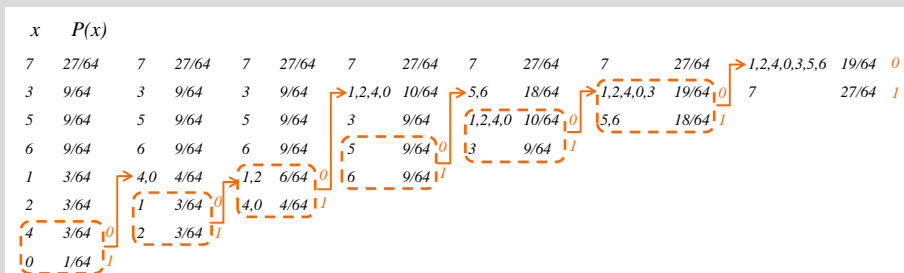 x P(x)
7 27/64 7 27/64 7 27/64 7 27/64 7 27/64 7 27/64 1,2,4,0,3,5,6 19/64 0
3 9/64 3 9/64 3 9/64 1,2,4,0 10/64 5,6 18/64 1,2,4,0,3 19/64 0 7 27/64 1
5 9/64 5 9/64 5 9/64 3 9/64 1,2,4,0 10/64 0 5,6 18/64 1
6 9/64 6 9/64 6 9/64 5 9/64 0 3 9/64 1
1 3/64 4,0 4/64 1,2 6/64 0 6 9/64 1
2 3/64 1 3/64 0 4,0 4/64 1
4 3/64 0 2 3/64 1
0 1/64 1